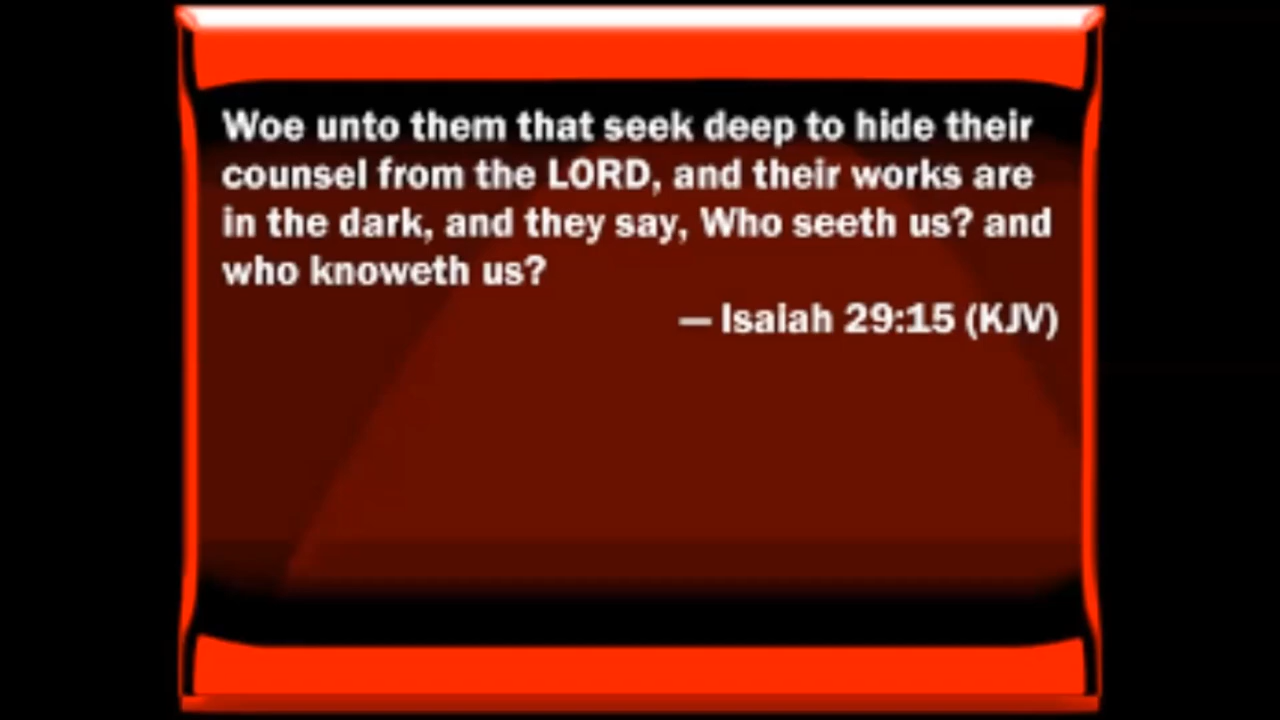 Woe unto them that seek deep to hide their
counsel from the LORD, and their works are
in the dark, and they say, Who seeth us? and
who knoweth us?
— Isaiah 29:15 (KJV)